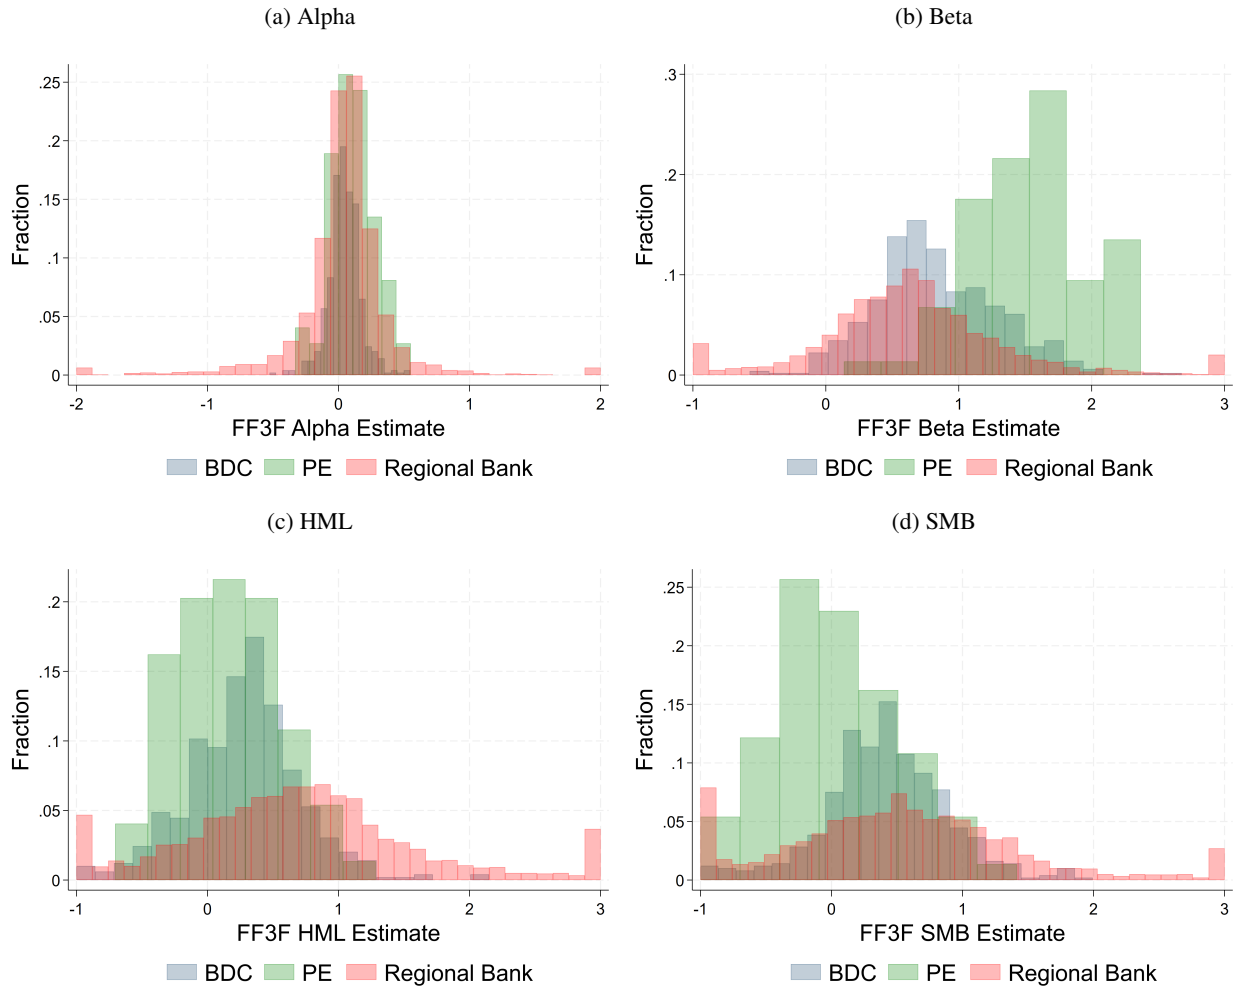 (a) Alpha
Fraction
.25
.2
.15
.1
.05
0
-2
-1
0
1
2
FF3F Alpha Estimate
BDC PE Regional Bank
(b) Beta
Fraction
.3
.2
.1
0
-1
0
1
2
3
FF3F Beta Estimate
BDC PE Regional Bank
(c) HML
Fraction
.2
.15
.1
.05
0
-1
0
1
2
3
FF3F HML Estimate
BDC PE Regional Bank
(d) SMB
Fraction
.25
.2
.15
.1
.05
0
-1
0
1
2
3
FF3F SMB Estimate
BDC PE Regional Bank